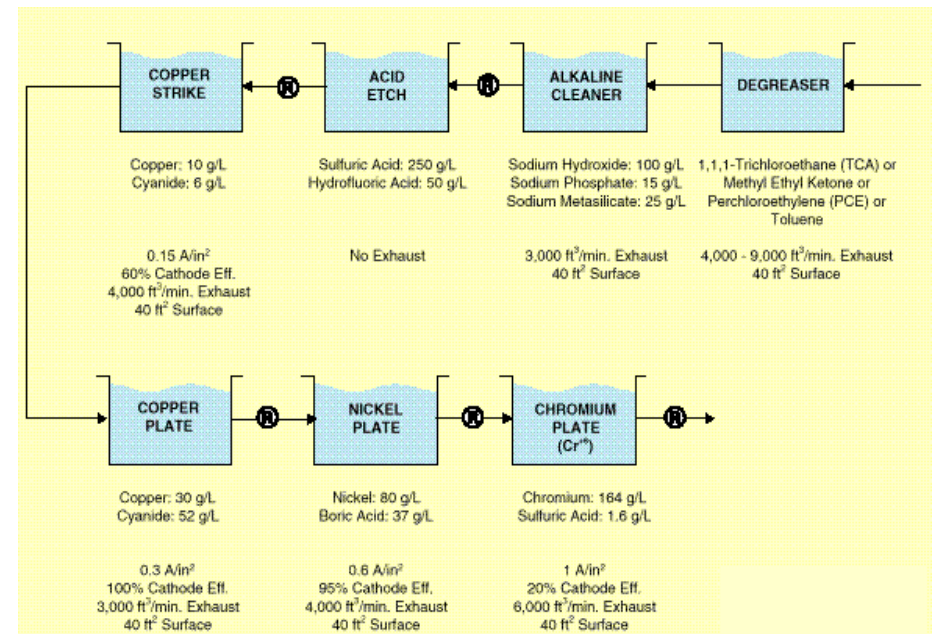 COPPER
STRIKE
Ⓡ
ACID
ETCH
Ⓡ
ALKALINE
CLEANER
DEGREASER
Copper: 10 g/L
Cyanide: 6 g/L
Sulfuric Acid: 250 g/L
Hydrofluoric Acid: 50 g/L
Sodium Hydroxide: 100 g/L
Sodium Phosphate: 15 g/L
Sodium Metasilicate: 25 g/L
1,1,1-Trichloroethane (TCA) or
Methyl Ethyl Ketone or
Perchloroethylene (PCE) or
Toluene
0.15 A/in²
60% Cathode Eff.
4,000 ft³/min. Exhaust
40 ft² Surface
No Exhaust
3,000 ft³/min. Exhaust
40 ft² Surface
4,000 - 9,000 ft³/min. Exhaust
40 ft² Surface
COPPER
PLATE
Ⓡ
NICKEL
PLATE
Ⓡ
CHROMIUM
PLATE
(Cr⁺⁶)
Ⓡ
Copper: 30 g/L
Cyanide: 52 g/L
Nickel: 80 g/L
Boric Acid: 37 g/L
Chromium: 164 g/L
Sulfuric Acid: 1.6 g/L
0.3 A/in²
100% Cathode Eff.
3,000 ft³/min. Exhaust
40 ft² Surface
0.6 A/in²
95% Cathode Eff.
4,000 ft³/min. Exhaust
40 ft² Surface
1 A/in²
20% Cathode Eff.
6,000 ft³/min. Exhaust
40 ft² Surface